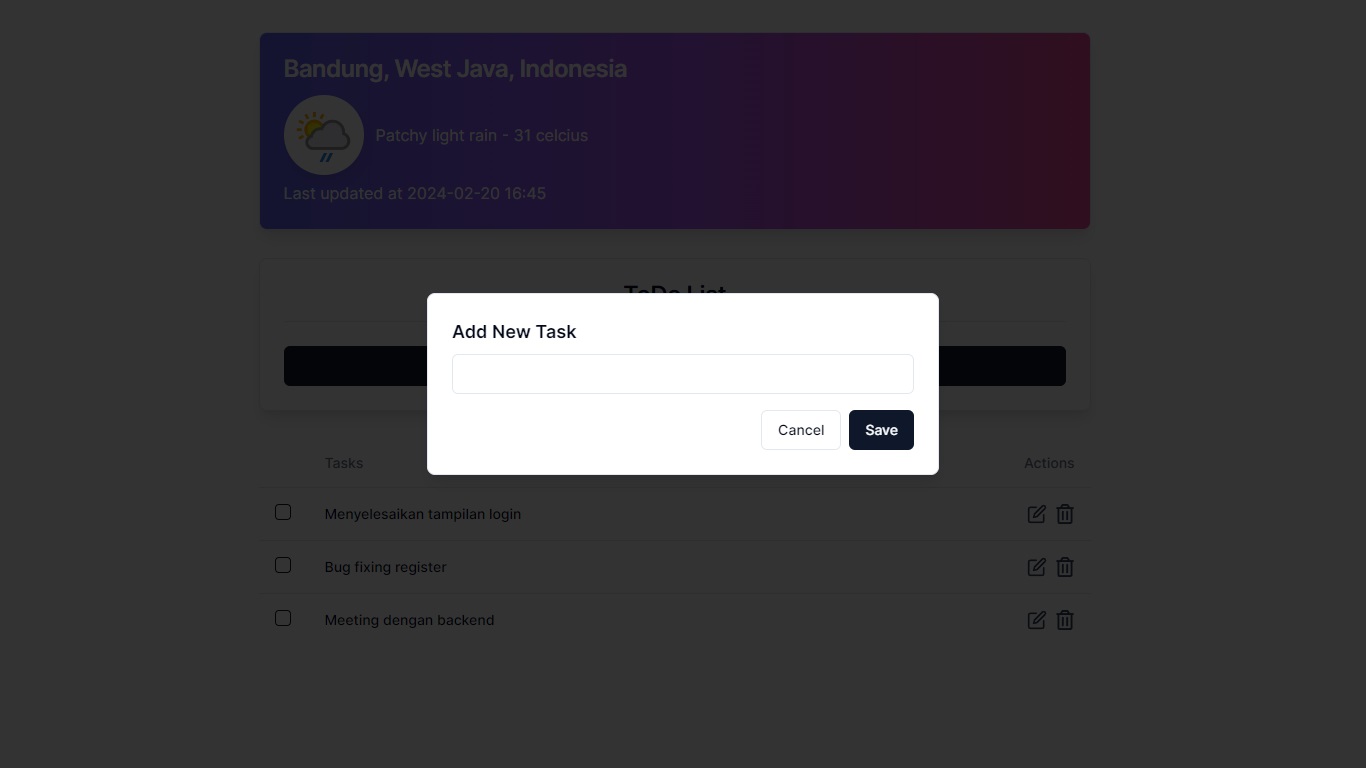 Bandung, West Java, Indonesia
Patchy light rain - 31 celcius
Last updated at 2024-02-20 16:45
ToDo List
Add New Task
Cancel
Save
Tasks
Actions
Menyelesaikan tampilan login
Bug fixing register
Meeting dengan backend